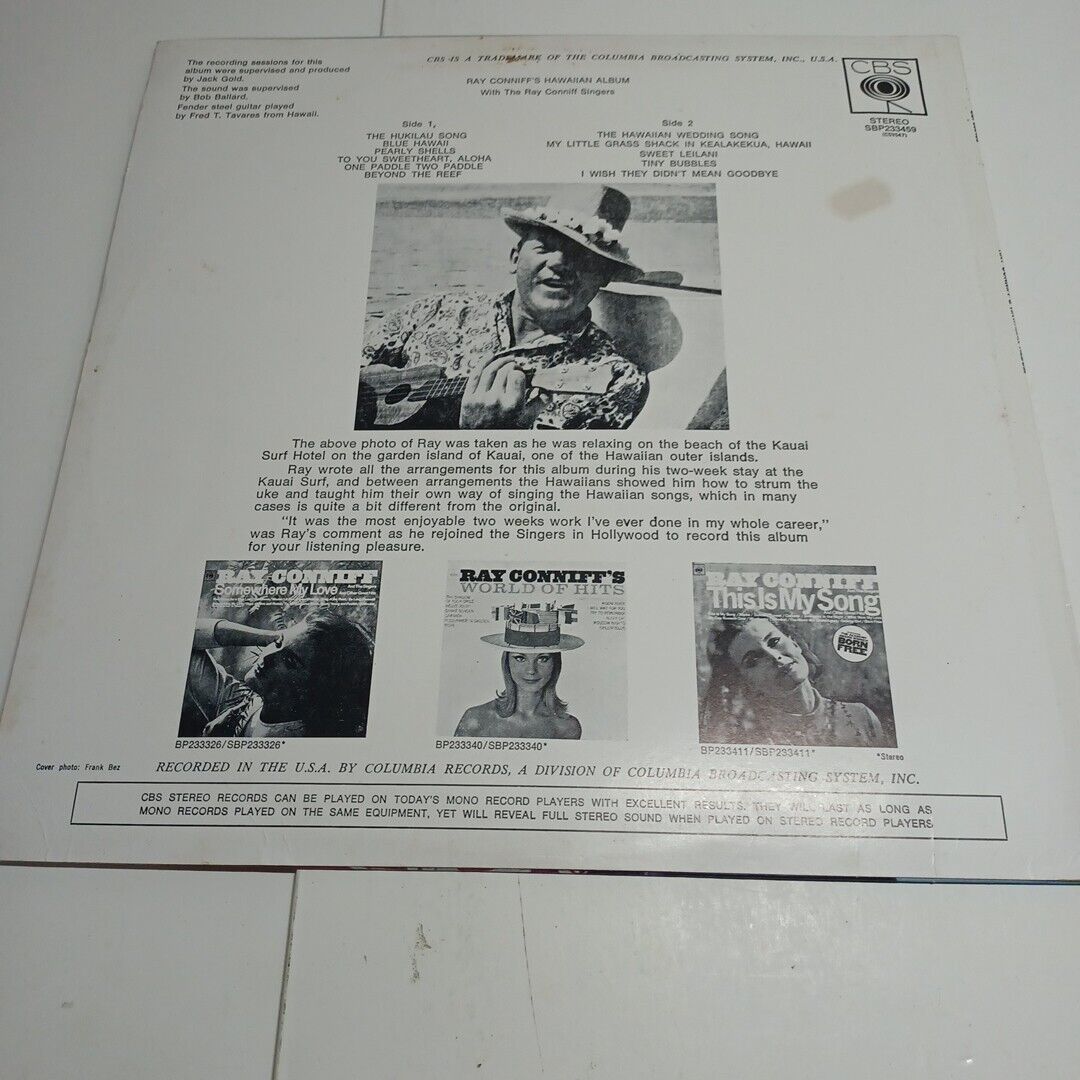 The recording sessions for this
album were supervised and produced
by Jack Gold.
The sound was supervised
by Bob Ballard.
Fender steel guitar played
by Fred T. Tavares from Hawaii.
CBS IS A TRADEMARK OF THE COLUMBIA BROADCASTING SYSTEM, INC., U.S.A.
RAY CONNIFF'S HAWAIIAN ALBUM
With The Ray Conniff Singers
CBS
STEREO
SBP233459
Side 1,
THE HUKILAU SONG
BLUE HAWAII
PEARLY SHELLS
TO YOU SWEETHEART, ALOHA
ONE PADDLE TWO PADDLE
BEYOND THE REEF
Side 2
THE HAWAIIAN WEDDING SONG
MY LITTLE GRASS SHACK IN KEALAKEKUA, HAWAII
SWEET LEILANI
TINY BUBBLES
I WISH THEY DIDN'T MEAN GOODBYE
The above photo of Ray was taken as he was relaxing on the beach of the Kauai
Surf Hotel on the garden island of Kauai, one of the Hawaiian outer islands.
Ray wrote all the arrangements for this album during his two-week stay at the
Kauai Surf, and between arrangements the Hawaiians showed him how to strum the
uke and taught him their own way of singing the Hawaiian songs, which in many
cases is quite a bit different from the original.
"It was the most enjoyable two weeks work I've ever done in my whole career,"
was Ray's comment as he rejoined the Singers in Hollywood to record this album
for your listening pleasure.
RAY CONNIFF
Somewhere My Love
BP233326/SBP233326*
RAY CONNIFF'S
WORLD OF HITS
BP233340/SBP233340*
RAY CONNIFF
This Is My Song
BORN
FREE
BP233411/SBP233411*
*Stereo
Cover photo: Frank Bez
RECORDED IN THE U.S.A. BY COLUMBIA RECORDS, A DIVISION OF COLUMBIA BROADCASTING SYSTEM, INC.
CBS STEREO RECORDS CAN BE PLAYED ON TODAY'S MONO RECORD PLAYERS WITH EXCELLENT RESULTS. THEY WILL LAST AS LONG AS
MONO RECORDS PLAYED ON THE SAME EQUIPMENT, YET WILL REVEAL FULL STEREO SOUND WHEN PLAYED ON STEREO RECORD PLAYERS